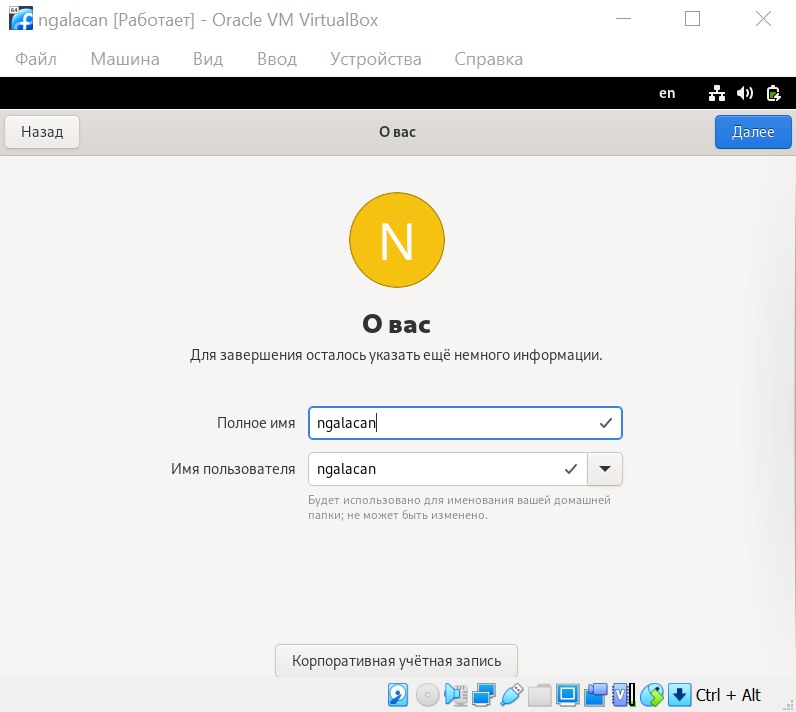 64
ngalacan [Работает] - Oracle VM VirtualBox
Файл Машина Вид Ввод Устройства Справка
en
Назад О вас Далее
N
О вас
Для завершения осталось указать ещё немного информации.
Полное имя ngalacan
Имя пользователя ngalacan
Будет использовано для именования вашей домашней
папки; не может быть изменено.
Корпоративная учётная запись
V Ctrl + Alt